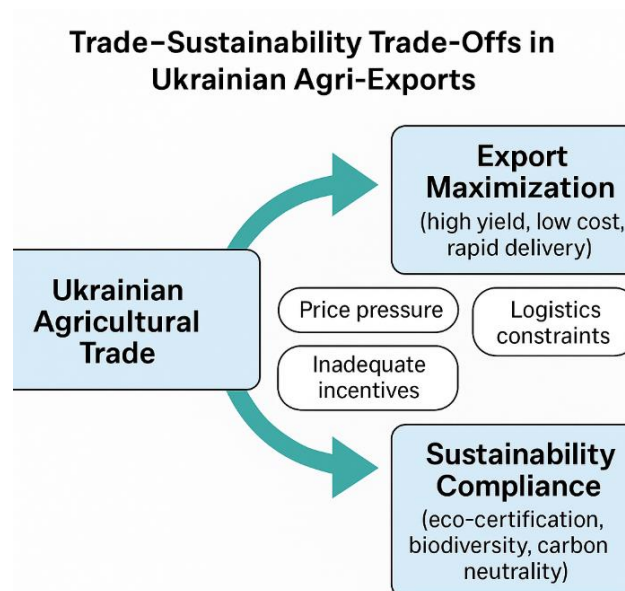 Trade–Sustainability Trade-Offs in
Ukrainian Agri-Exports
Export
Maximization
(high yield, low cost,
rapid delivery)
Ukrainian
Agricultural
Trade
Price pressure
Logistics
constraints
Inadequate
incentives
Sustainability
Compliance
(eco-certification,
biodiversity, carbon
neutrality)